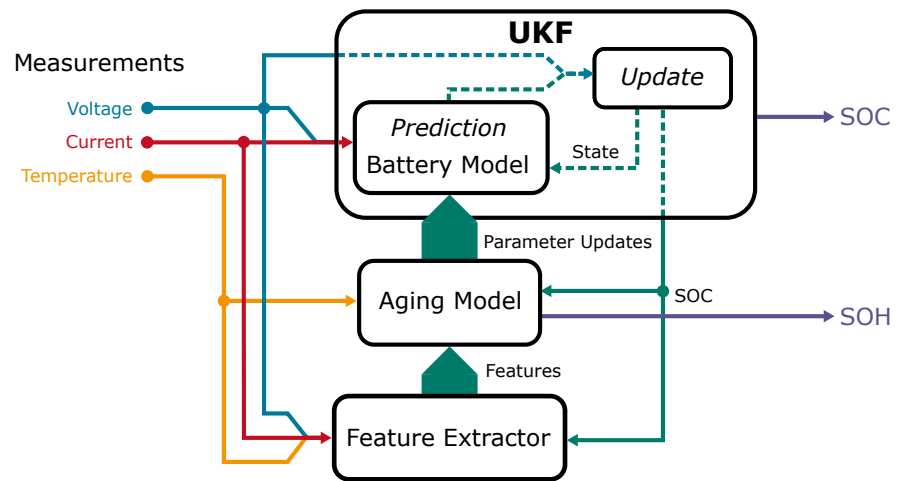 UKF
Measurements
Update
Voltage
Prediction
SOC
Current
State
Battery Model
Temperature
Parameter Updates
Aging Model
SOC
SOH
Features
Feature Extractor